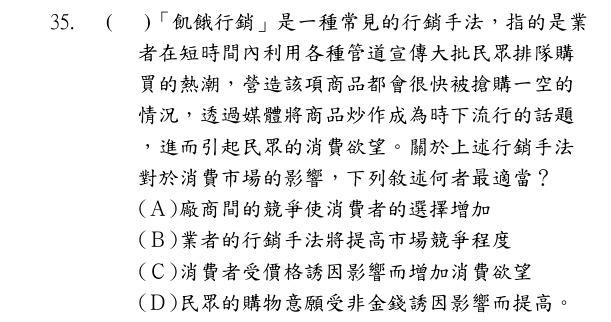 35. ( )「飢餓行銷」是一種常見的行銷手法，指的是業
者在短時間內利用各種管道宣傳大批民眾排隊購
買的熱潮，營造該項商品都會很快被搶購一空的
情況，透過媒體將商品炒作成為時下流行的話題
，進而引起民眾的消費欲望。關於上述行銷手法
對於消費市場的影響，下列敘述何者最適當？
(A)廠商間的競爭使消費者的選擇增加
(B)業者的行銷手法將提高市場競爭程度
(C)消費者受價格誘因影響而增加消費欲望
(D)民眾的購物意願受非金錢誘因影響而提高。